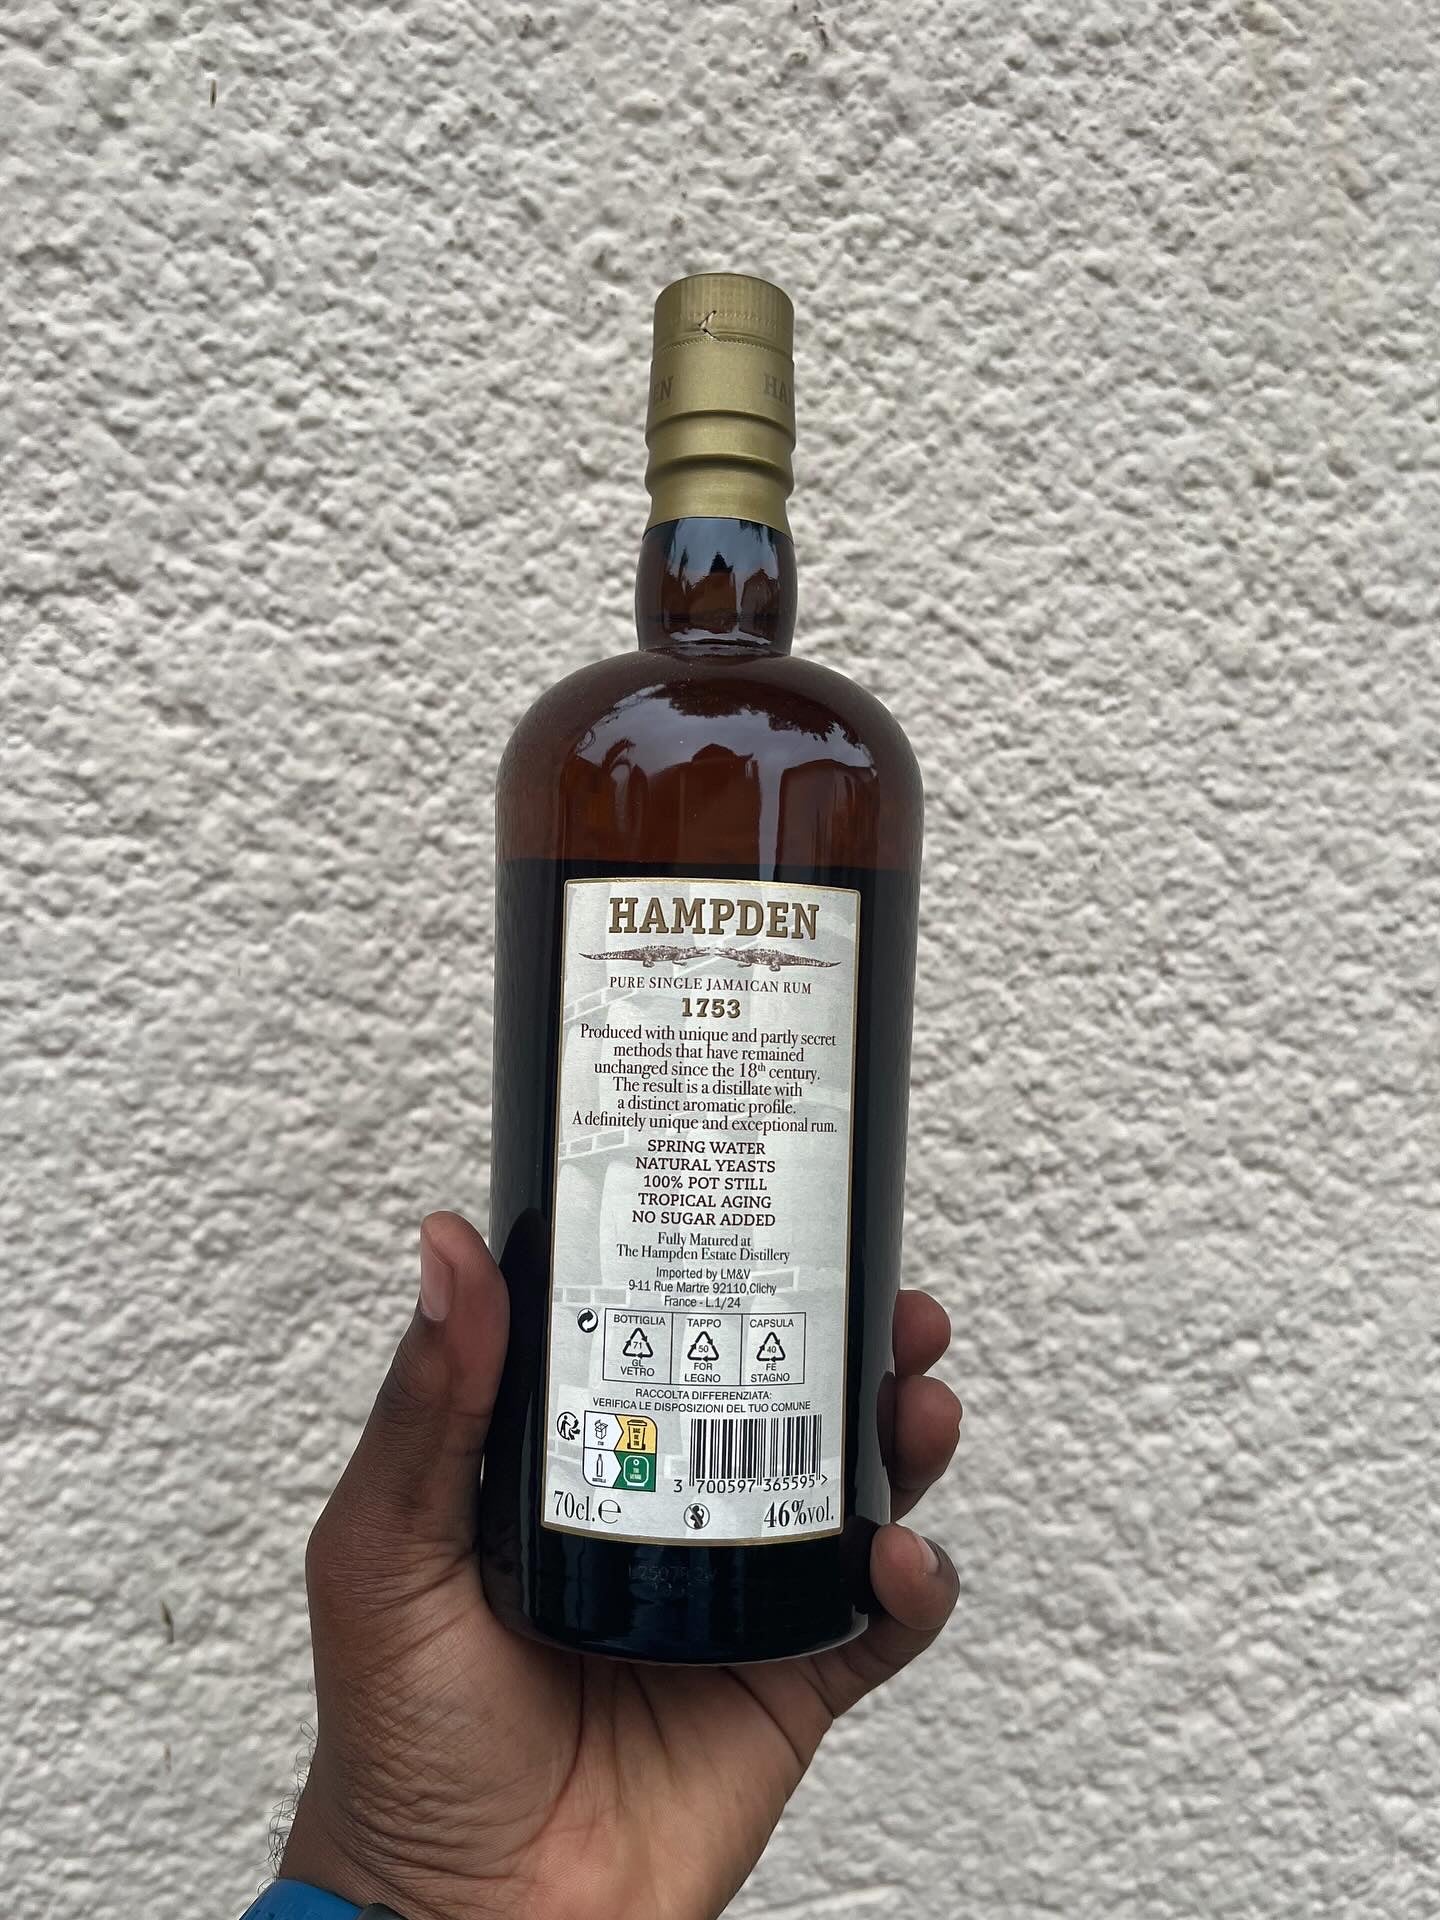 EN HA
HAMPDEN
PURE SINGLE JAMAICAN RUM
1753
Produced with unique and partly secret
methods that have remained
unchanged since the 18th century.
The result is a distillate with
a distinct aromatic profile.
A definitely unique and exceptional rum.
SPRING WATER
NATURAL YEASTS
100% POT STILL
TROPICAL AGING
NO SUGAR ADDED
Fully Matured at
The Hampden Estate Distillery
Imported by LM&V
9-11 Rue Martre 92110,Clichy
France - L.1/24
BOTTIGLIA TAPPO CAPSULA
71 50 40
GL FOR FE
VETRO LEGNO STAGNO
RACCOLTA DIFFERENZIATA:
VERIFICA LE DISPOSIZIONI DEL TUO COMUNE
3 700597 365595 >
70cl.e 46%vol.